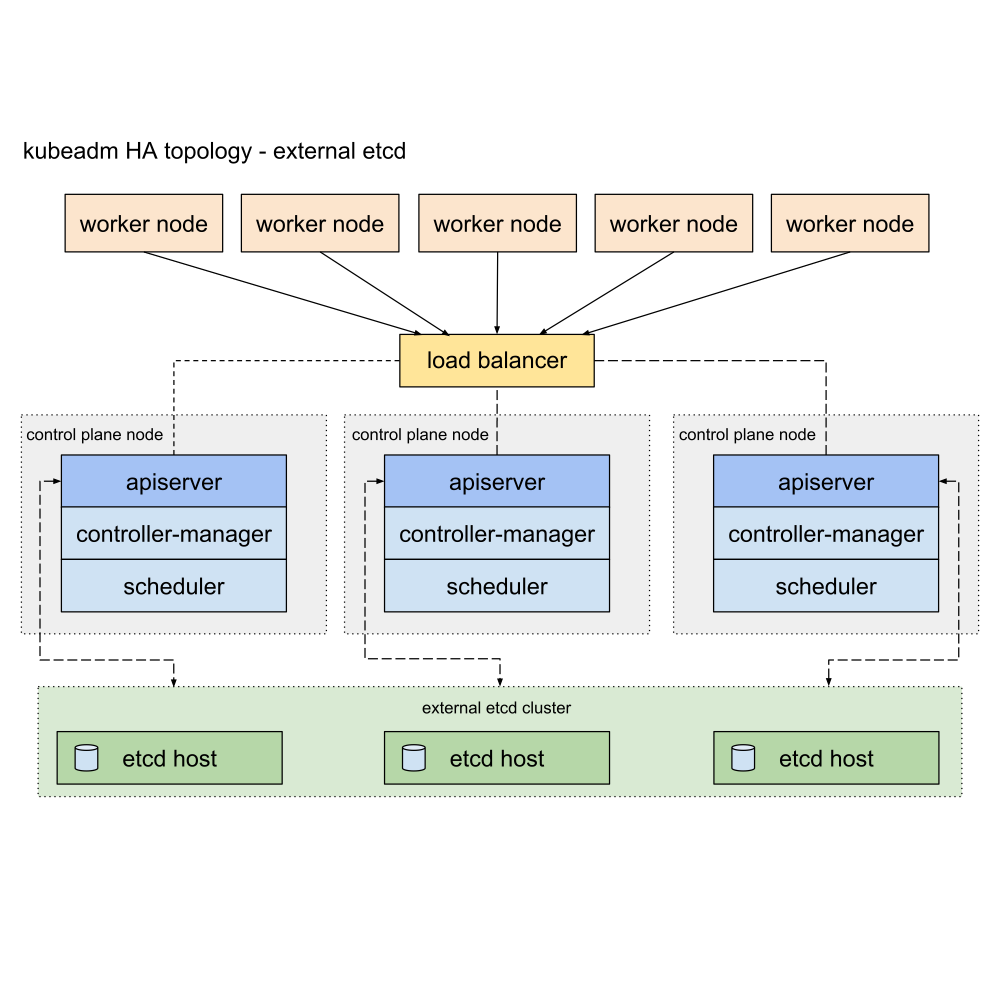 kubeadm HA topology - external etcd
worker node
worker node
worker node
worker node
worker node
load balancer
control plane node
control plane node
control plane node
apiserver
apiserver
apiserver
controller-manager
controller-manager
controller-manager
scheduler
scheduler
scheduler
external etcd cluster
etcd host
etcd host
etcd host